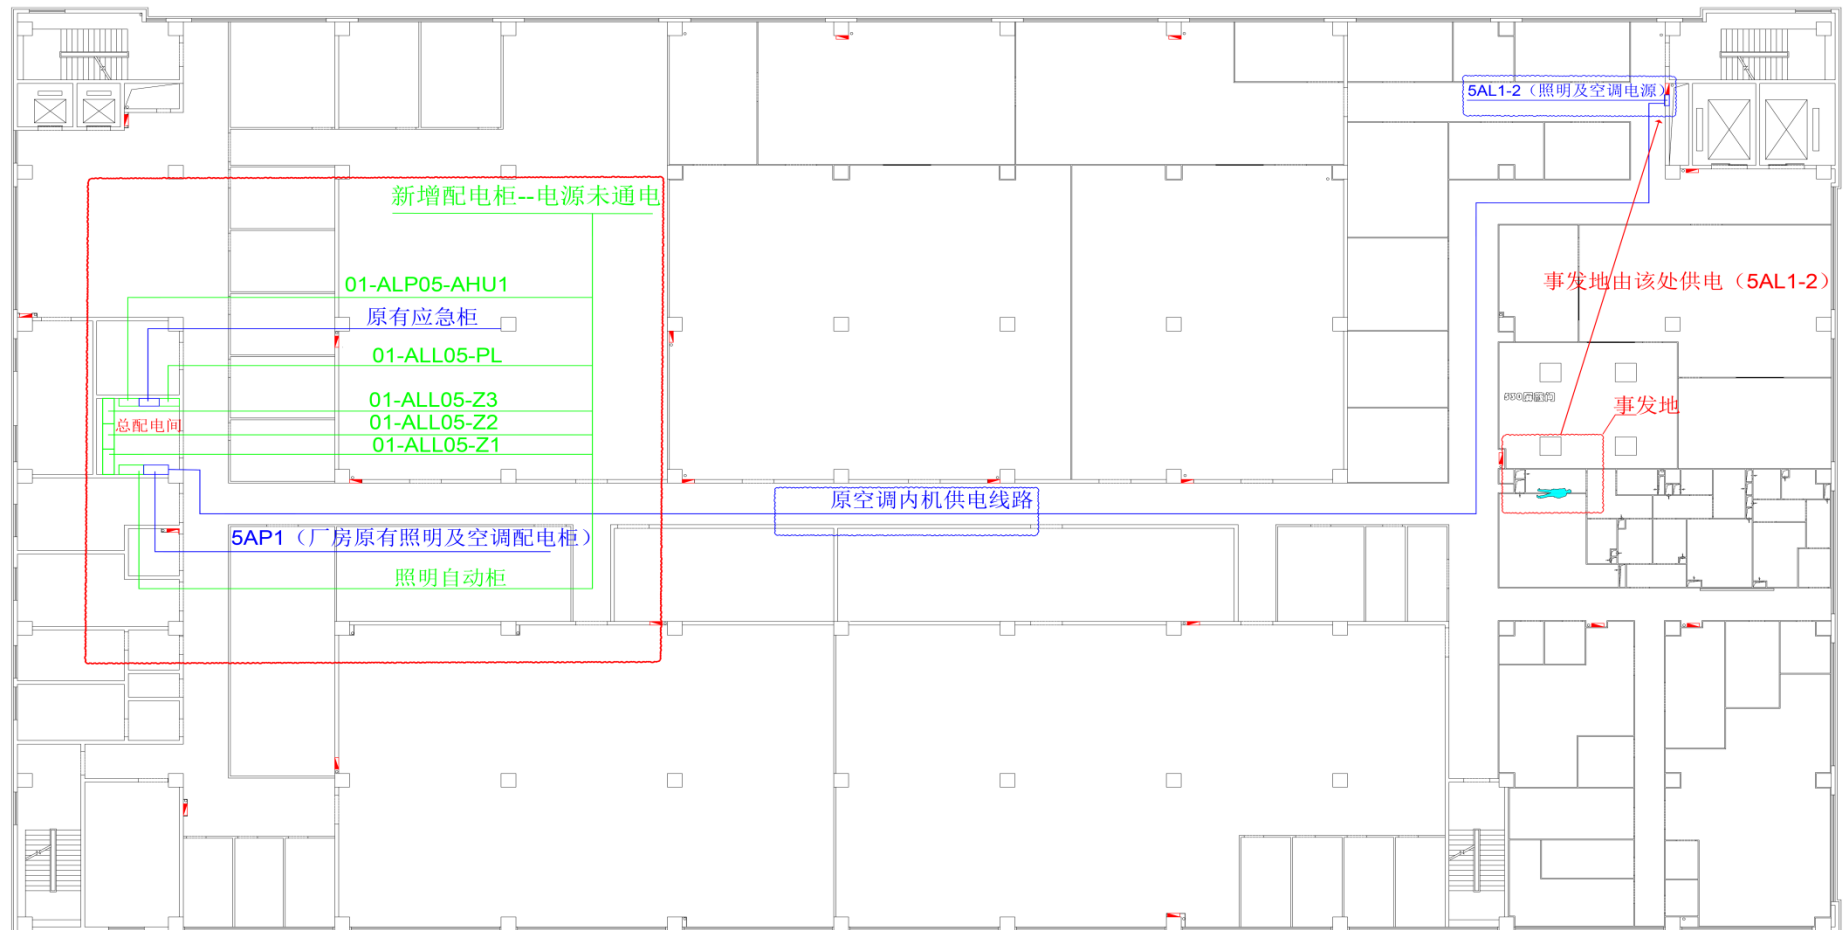 5AL1-2（照明及空调电源）
新增配电柜--电源未通电
01-ALP05-AHU1
事发地由该处供电（5AL1-2）
原有应急柜
01-ALL05-PL
01-ALL05-Z3
事发地
总配电间
01-ALL05-Z2
01-ALL05-Z1
原空调内机供电线路
5AP1（厂房原有照明及空调配电柜）
照明自动柜